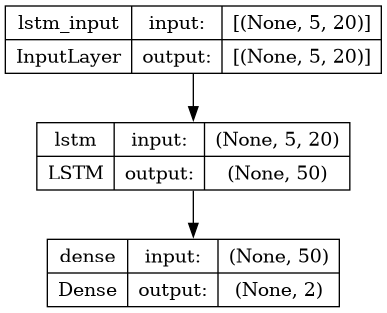 lstm_input input: [(None, 5, 20)]
InputLayer output: [(None, 5, 20)]
lstm input: (None, 5, 20)
LSTM output: (None, 50)
dense input: (None, 50)
Dense output: (None, 2)